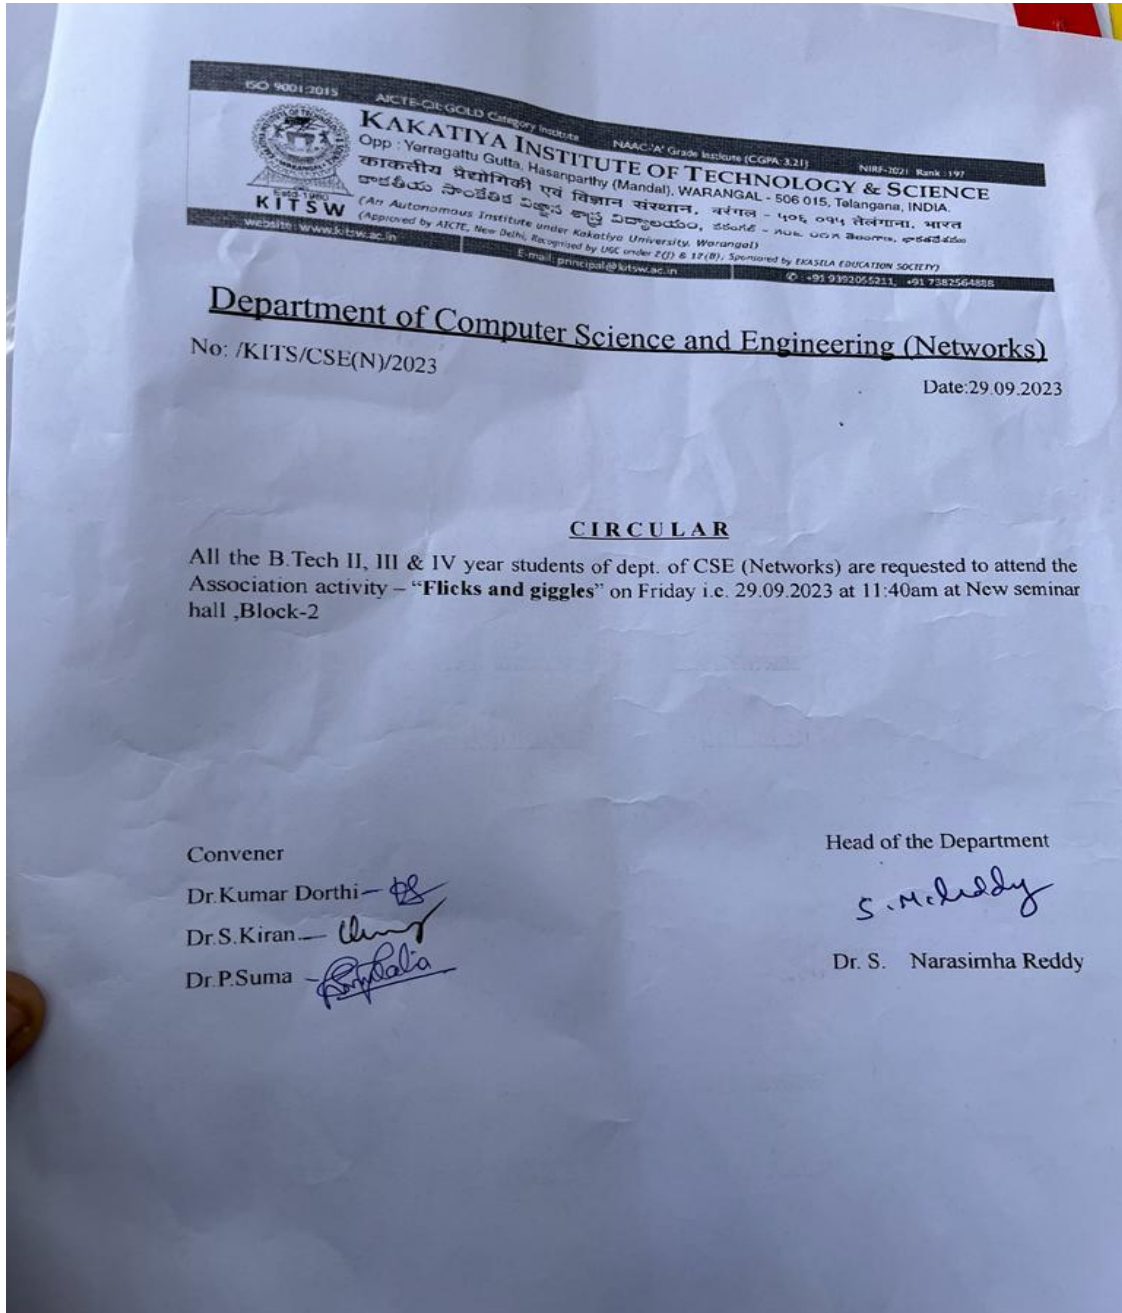 ISO 9001:2015 AICTE-CII: GOLD Category Institute NAAC-'A' Grade Institute (CGPA: 3.21) NIRF-2021 Rank : 197
KAKATIYA INSTITUTE OF TECHNOLOGY & SCIENCE
Opp : Yerragattu Gutta, Hasanparthy (Mandal), WARANGAL - 506 015, Telangana, INDIA.
काकतीय प्रैद्योगिकी एवं विज्ञान संस्थान, वरंगल - ५०६ ०१५ तेलंगाना, भारत
కాకతీయ సాంకేతిక విజ్ఞాన శాస్త్ర విద్యాలయం, వరంగల్
(An Autonomous Institute under Kakatiya University, Warangal)
(Approved by AICTE, New Delhi, Recognised by UGC under 2(f) & 12(B); Sponsored by EKASILA EDUCATION SOCIETY)
Estd-1980
KITSW
website: www.kitsw.ac.in E-mail: principal@kitsw.ac.in : +91 9392055211, +91 7382564888
Department of Computer Science and Engineering (Networks)
No: /KITS/CSE(N)/2023
Date:29.09.2023
CIRCULAR
All the B.Tech II, III & IV year students of dept. of CSE (Networks) are requested to attend the
Association activity – “Flicks and giggles” on Friday i.e. 29.09.2023 at 11:40am at New seminar
hall ,Block-2
Convener
Dr.Kumar Dorthi
Dr.S.Kiran
Dr.P.Suma
Head of the Department
Dr. S. Narasimha Reddy